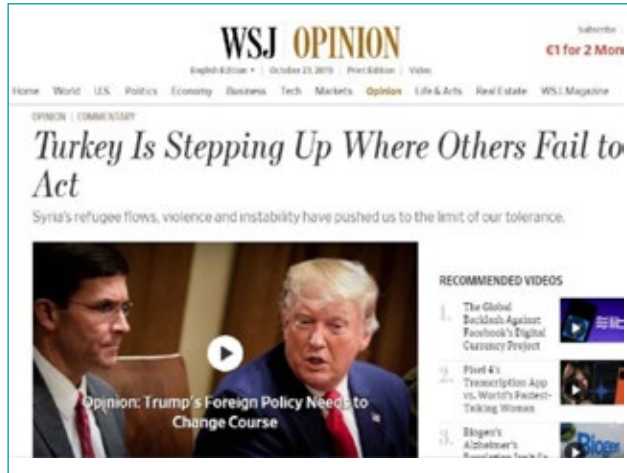 WSJ OPINION
Subscribe
€1 for 2 Mon
English Edition October 23, 2019 Print Edition Video
Home World U.S. Politics Economy Business Tech Markets Opinion Life & Arts Real Estate WSJ. Magazine
OPINION | COMMENTARY
Turkey Is Stepping Up Where Others Fail to
Act
Syria's refugee flows, violence and instability have pushed us to the limit of our tolerance.
Opinion: Trump's Foreign Policy Needs to
Change Course
RECOMMENDED VIDEOS
1. The Global
Backlash Against
Facebook's Digital
Currency Project
2. Pixel 4's
Transcription App
vs. World's Fastest-
Talking Women
3. Biogen's
Alzheimer's
Biogen